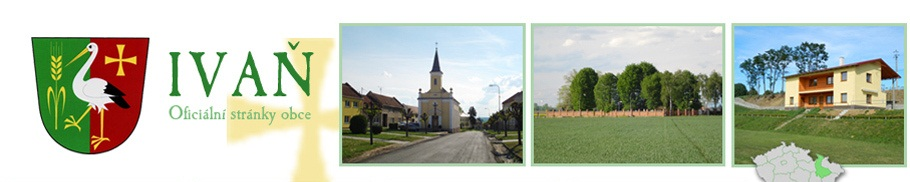 IVAŇ
Oficiální stránky obce